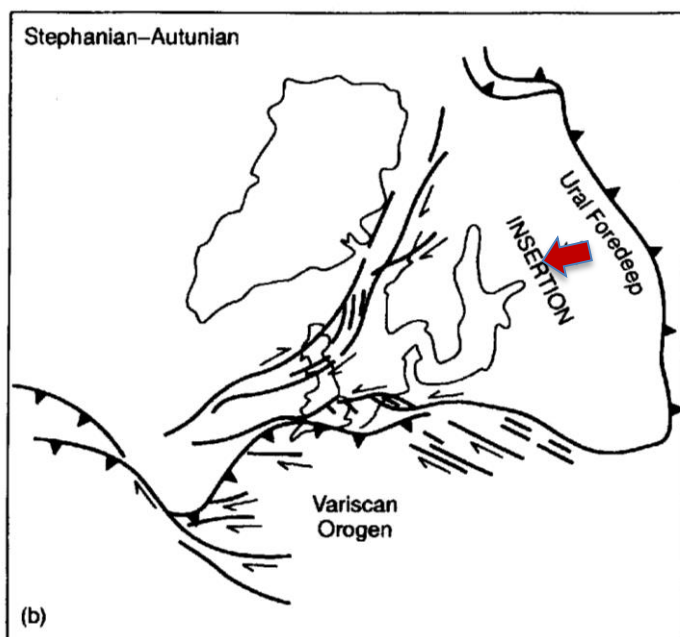 Stephanian–Autunian
Ural Foredeep
INSERTION
Variscan
Orogen
(b)